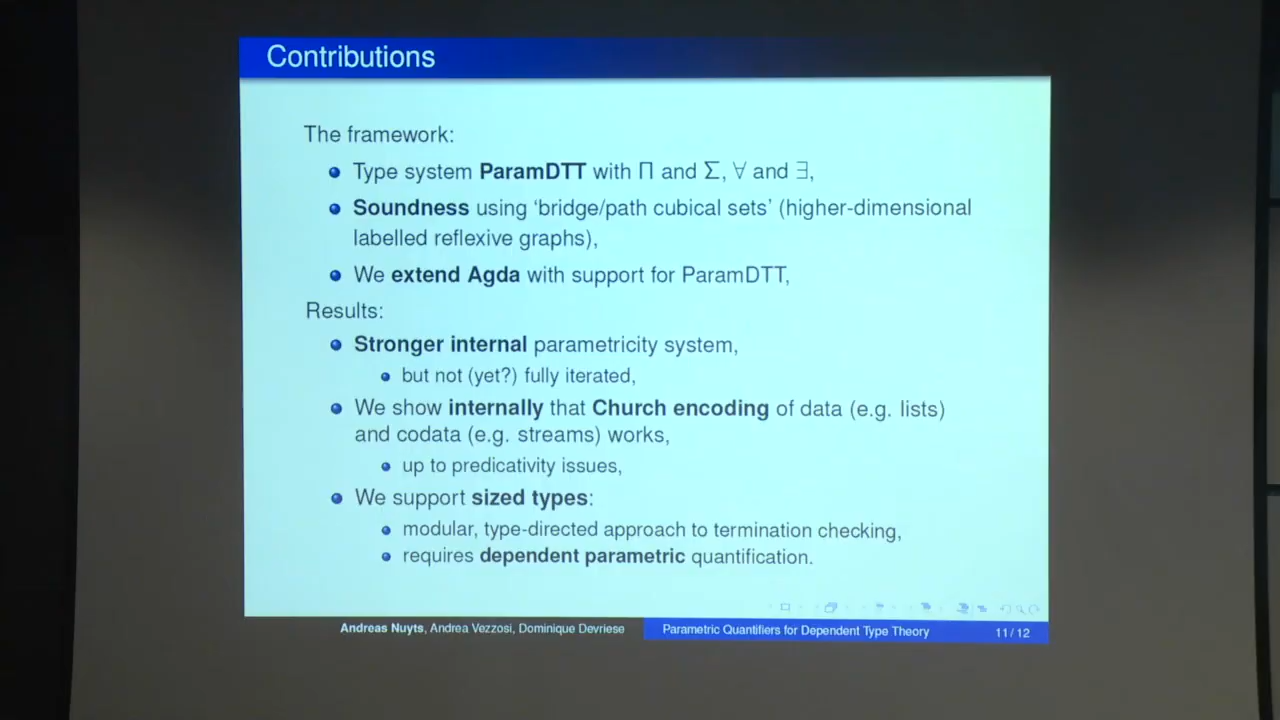 Contributions
The framework:
Type system ParamDTT with Π and Σ, ∀ and ∃,
Soundness using ‘bridge/path cubical sets’ (higher-dimensional
labelled reflexive graphs),
We extend Agda with support for ParamDTT,
Results:
Stronger internal parametricity system,
but not (yet?) fully iterated,
We show internally that Church encoding of data (e.g. lists)
and codata (e.g. streams) works,
up to predicativity issues,
We support sized types:
modular, type-directed approach to termination checking,
requires dependent parametric quantification.
Andreas Nuyts, Andrea Vezzosi, Dominique Devriese
Parametric Quantifiers for Dependent Type Theory
11 / 12